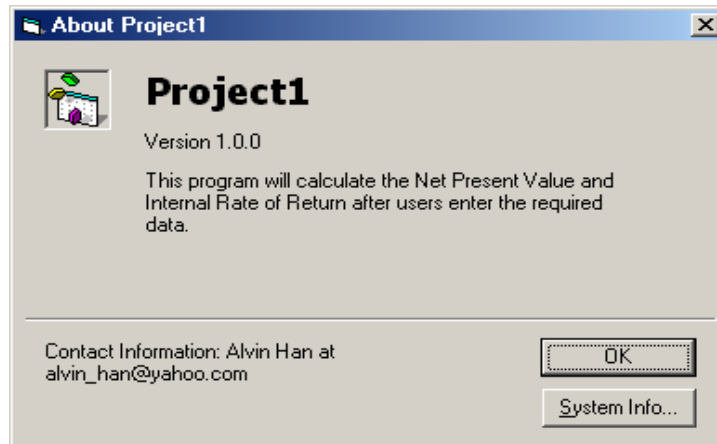 About Project1
Project1
Version 1.0.0
This program will calculate the Net Present Value and
Internal Rate of Return after users enter the required
data.
Contact Information: Alvin Han at
alvin_han@yahoo.com
OK
System Info...